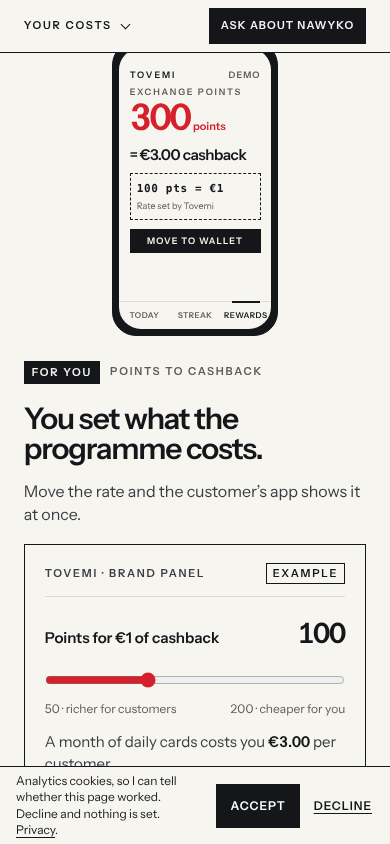 YOUR COSTS
ASK ABOUT NAWYKO
TOVEMI DEMO
EXCHANGE POINTS
300 points
= €3.00 cashback
100 pts = €1
Rate set by Tovemi
MOVE TO WALLET
TODAY STREAK REWARDS
FOR YOU POINTS TO CASHBACK
You set what the
programme costs.
Move the rate and the customer’s app shows it
at once.
TOVEMI · BRAND PANEL EXAMPLE
Points for €1 of cashback 100
50 · richer for customers 200 · cheaper for you
A month of daily cards costs you €3.00 per
customer
Analytics cookies, so I can tell
whether this page worked.
Decline and nothing is set.
Privacy.
ACCEPT DECLINE